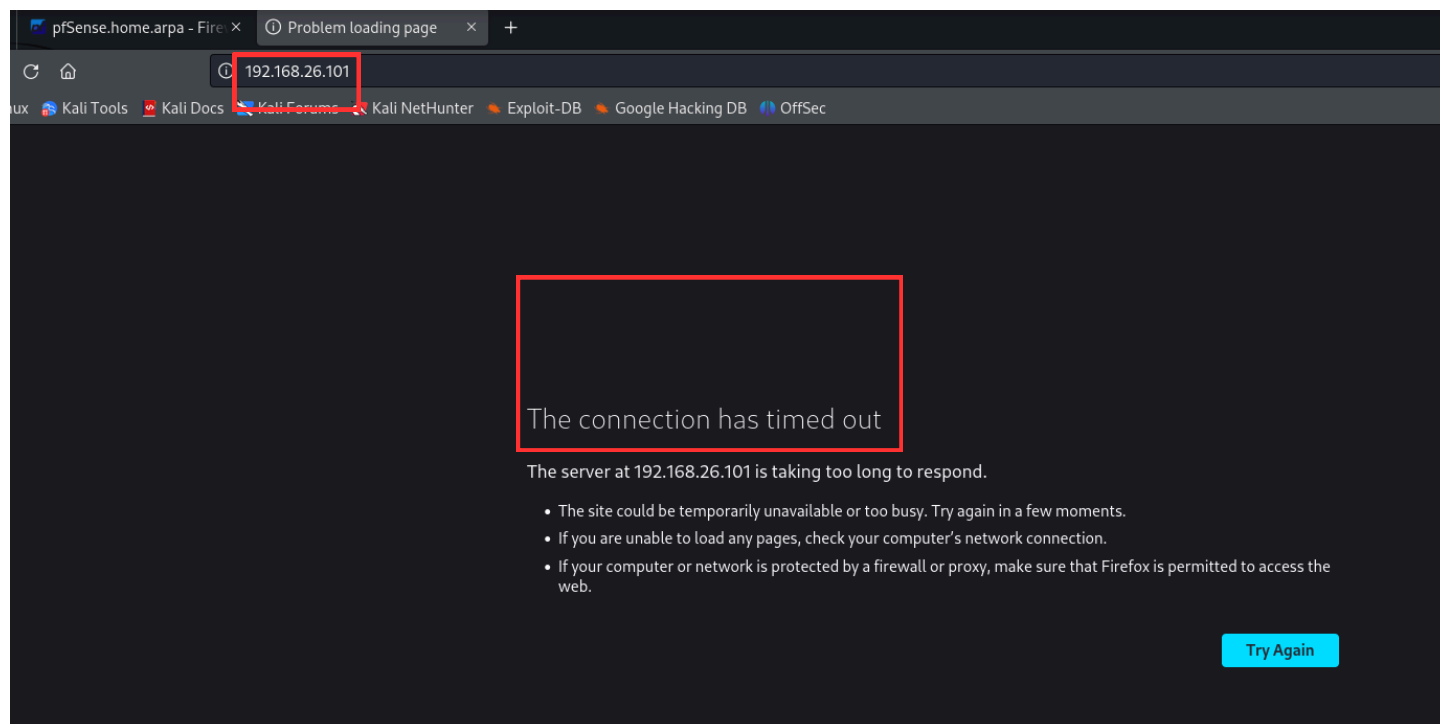 pfSense.home.arpa - Fire
Problem loading page
192.168.26.101
ux Kali Tools Kali Docs Kali Forums Kali NetHunter Exploit-DB Google Hacking DB OffSec
The connection has timed out
The server at 192.168.26.101 is taking too long to respond.
• The site could be temporarily unavailable or too busy. Try again in a few moments.
• If you are unable to load any pages, check your computer’s network connection.
• If your computer or network is protected by a firewall or proxy, make sure that Firefox is permitted to access the
web.
Try Again